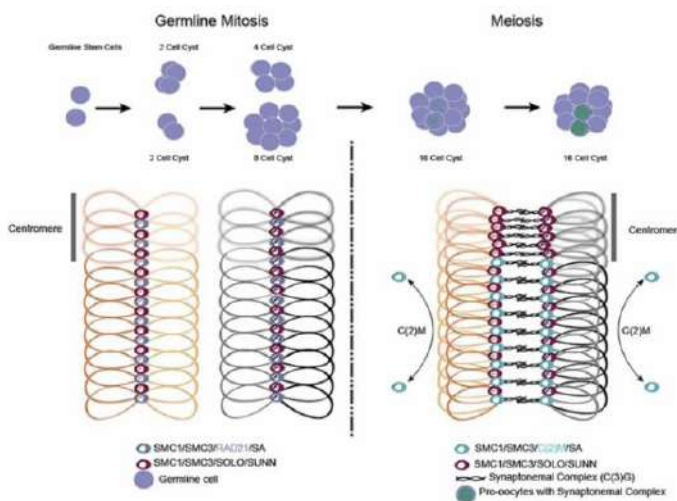 Germline Mitosis
Meiosis
Germline Stem Cells
2 Cell Cyst
4 Cell Cyst
2 Cell Cyst
8 Cell Cyst
16 Cell Cyst
16 Cell Cyst
Centromere
Centromere
C(2)M
C(2)M
SMC1/SMC3/RAD21/SA
SMC1/SMC3/SOLO/SUNN
Germline cell
SMC1/SMC3/C(2)M/SA
SMC1/SMC3/SOLO/SUNN
Synaptonemal Complex (C(3)G)
Pro-oocytes with Synaptonemal Complex